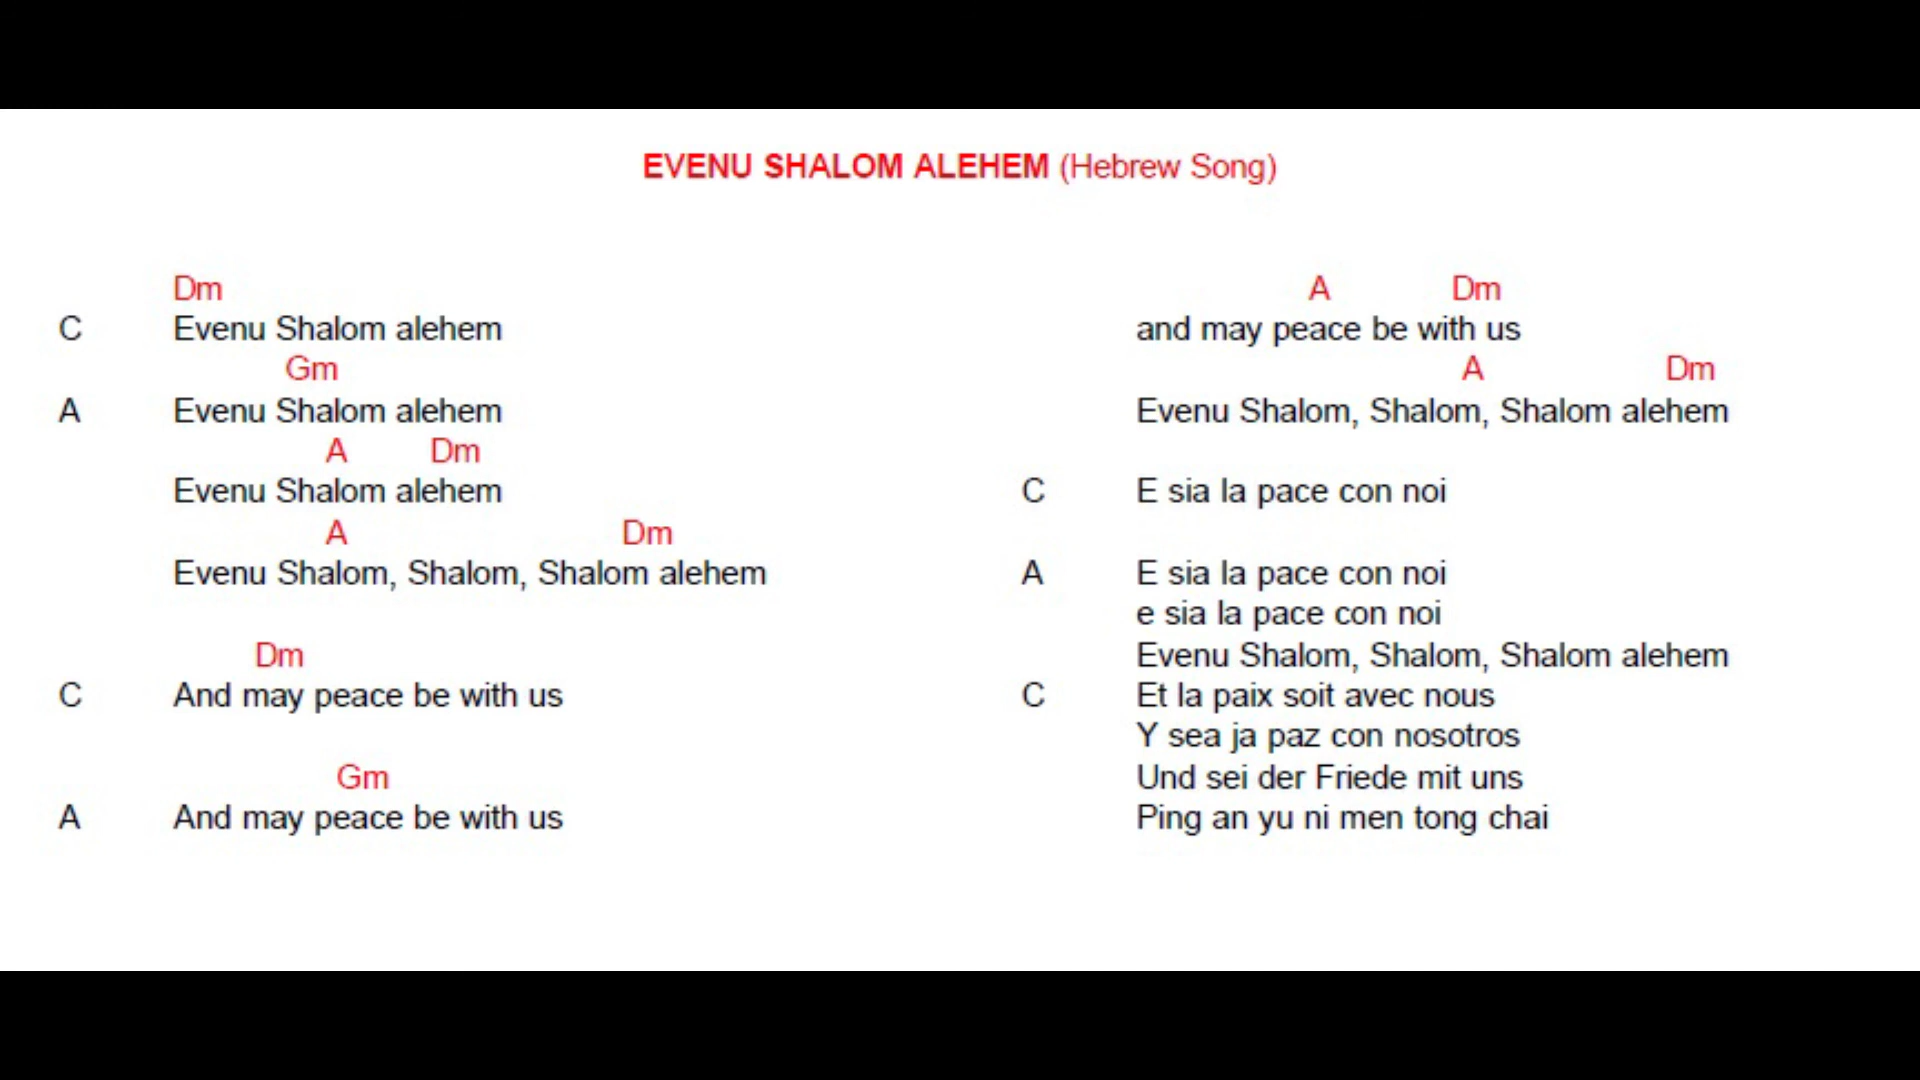 EVENU SHALOM ALEHEM (Hebrew Song)
Dm
C Evenu Shalom alehem
Gm
A Evenu Shalom alehem
A Dm
Evenu Shalom alehem
A Dm
Evenu Shalom, Shalom, Shalom alehem
Dm
C And may peace be with us
Gm
A And may peace be with us
A Dm
and may peace be with us
A Dm
Evenu Shalom, Shalom, Shalom alehem
C E sia la pace con noi
A E sia la pace con noi
e sia la pace con noi
Evenu Shalom, Shalom, Shalom alehem
C Et la paix soit avec nous
Y sea ja paz con nosotros
Und sei der Friede mit uns
Ping an yu ni men tong chai